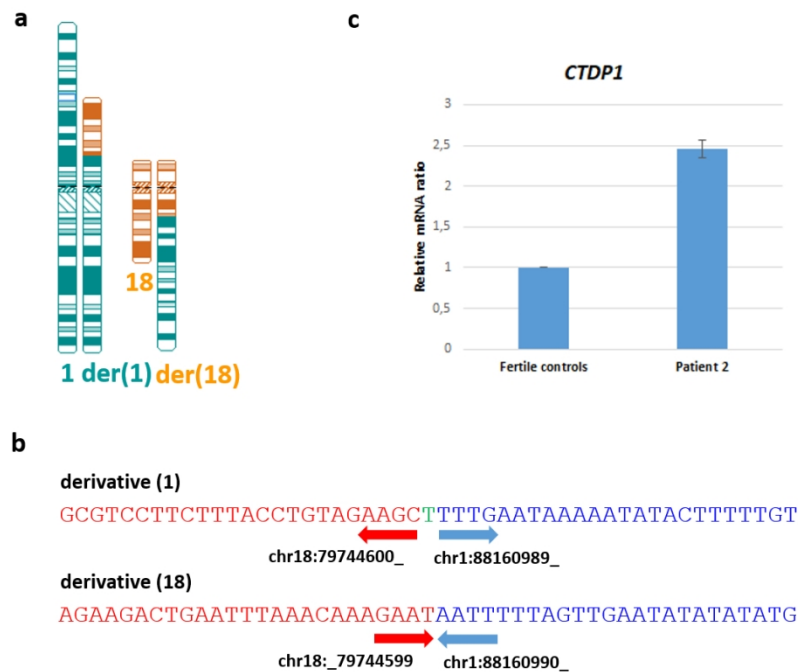 a
1 der(1)
18
der(18)
c
CTDP1
Relative mRNA ratio
3
2,5
2
1,5
1
0,5
0
Fertile controls
Patient 2
b
derivative (1)
GCGTCCTTCTTTACCTGTAGAAGCTTTTGAATAAAAATATACTTTTTGT
chr18:79744600_
chr1:88160989_
derivative (18)
AGAAGACTGAATTTAAACAAAGAATAATTTTTAGTTGAATATATATATG
chr18:_79744599
chr1:88160990_